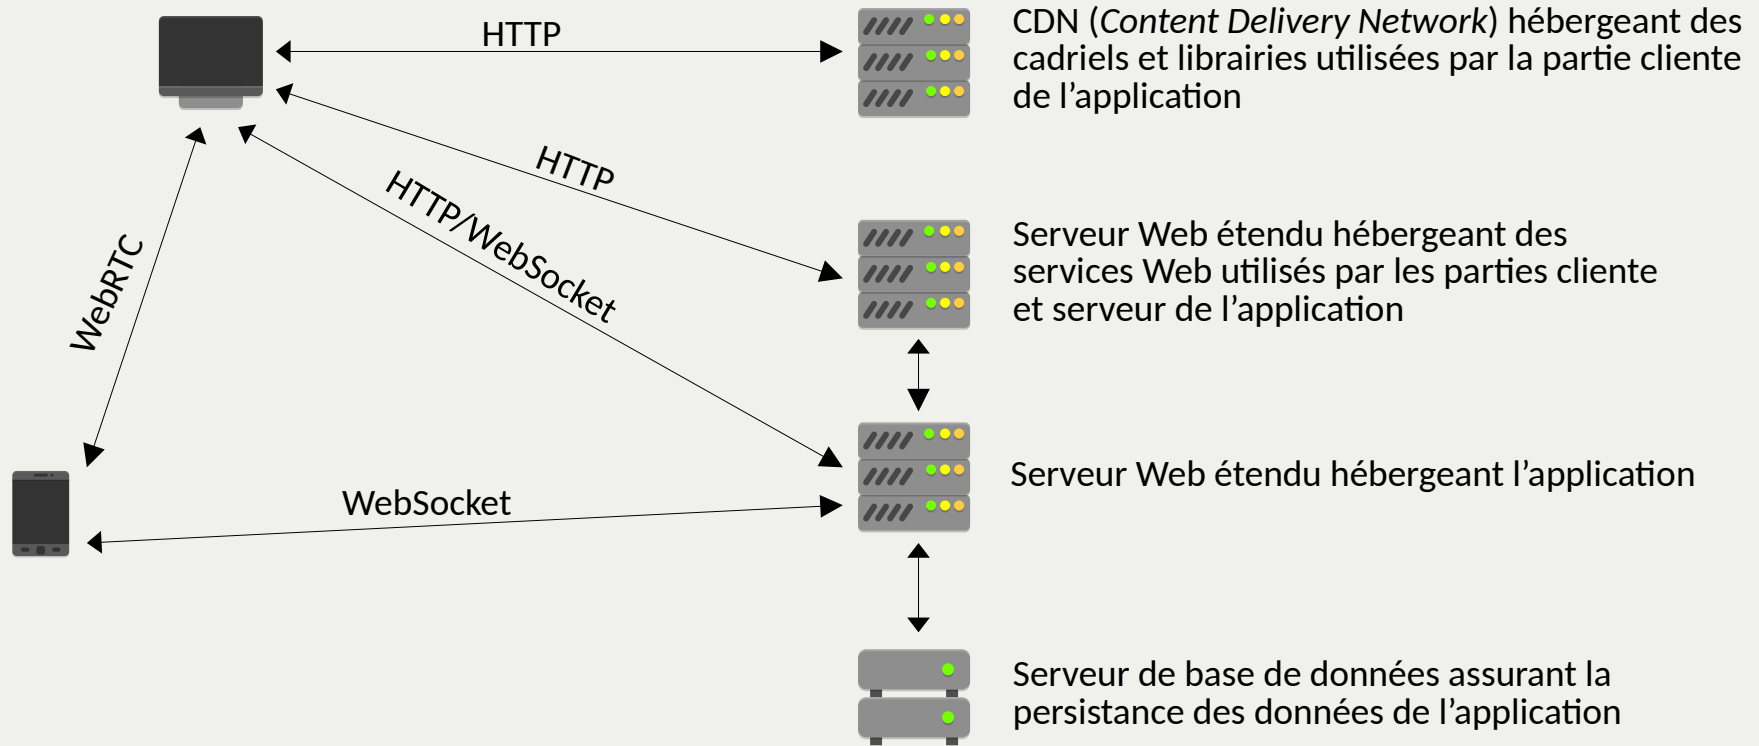 HTTP
CDN (Content Delivery Network) hébergeant des
cadriels et librairies utilisées par la partie cliente
de l’application
HTTP
HTTP/WebSocket
WebRTC
Serveur Web étendu hébergeant des
services Web utilisés par les parties cliente
et serveur de l’application
Serveur Web étendu hébergeant l’application
WebSocket
Serveur de base de données assurant la
persistance des données de l’application